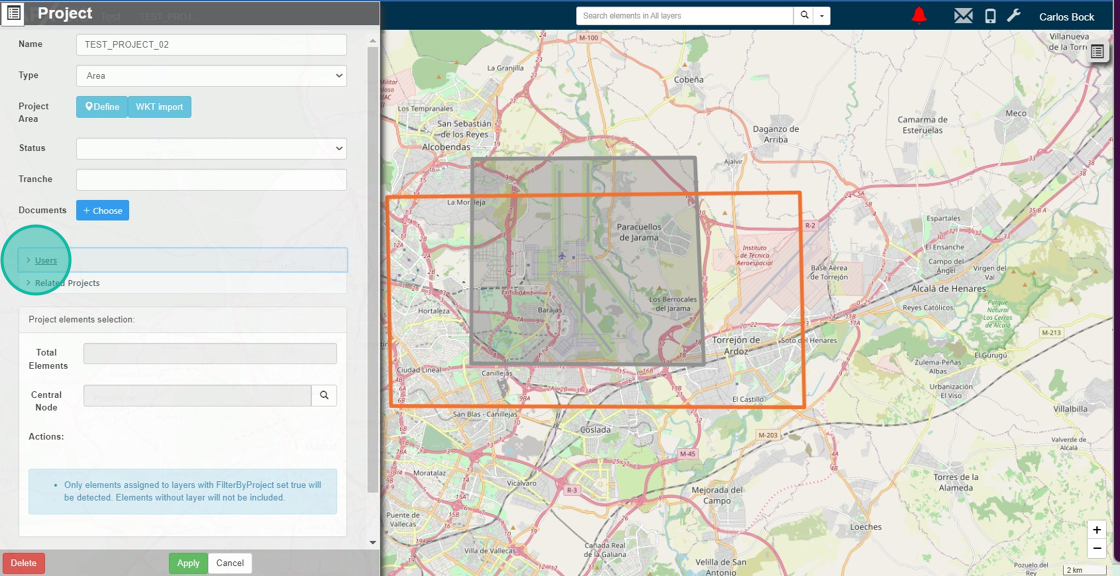 Project
Search elements in All layers
Carlos Bock
Name
TEST_PROJECT_02
Type
Area
Project
Area
Define
WKT import
Status
Tranche
Documents
+ Choose
> Users
> Related Projects
Project elements selection:
Total
Elements
Central
Node
Actions:
• Only elements assigned to layers with FilterByProject set true will
be detected. Elements without layer will not be included.
Delete
Apply
Cancel
M-100
Villanueva
de la Torre
La Granjilla
Cobeña
Los Tempranales
San Sebastián
de los Reyes
Alcobendas
Daganzo de
Arriba
Camarma de
Esteruelas
Meco
Ajalvir
La Moraleja
Paracuellos
de Jarama
R-2
Espartales
Instituto
Técnica
Aeroespacial
El Ensanche
Campo del
Ángel
Virgen del
Val
Base Aérea
de Torrejón
Alcalá de Henares
Reyes Católicos
Los Berrocales
del Jarama
Parque
Los Cerros
de Alcalá
Hortaleza
Barajas
Torrejón de
Ardoz
Soto del Henares
M-213
El Gurugú
Zulema-Peñas
Albas
Urbanización
El Viso
Ciudad Lineal
Canillejas
El Castillo
Villalbilla
San Blas - Canillejas
Coslada
M-203
Valverde de
Alcalá
M-45
Moratalaz
Vicálvaro
R-3
Mejorada del
Campo
Torres de la
Alameda
Puente de
Vallecas
Loeches
Villa de Vallecas
Cañada Real
de la Galiana
Velilla de San
Antonio
Pozuelo del
Rey
+
−
2 km